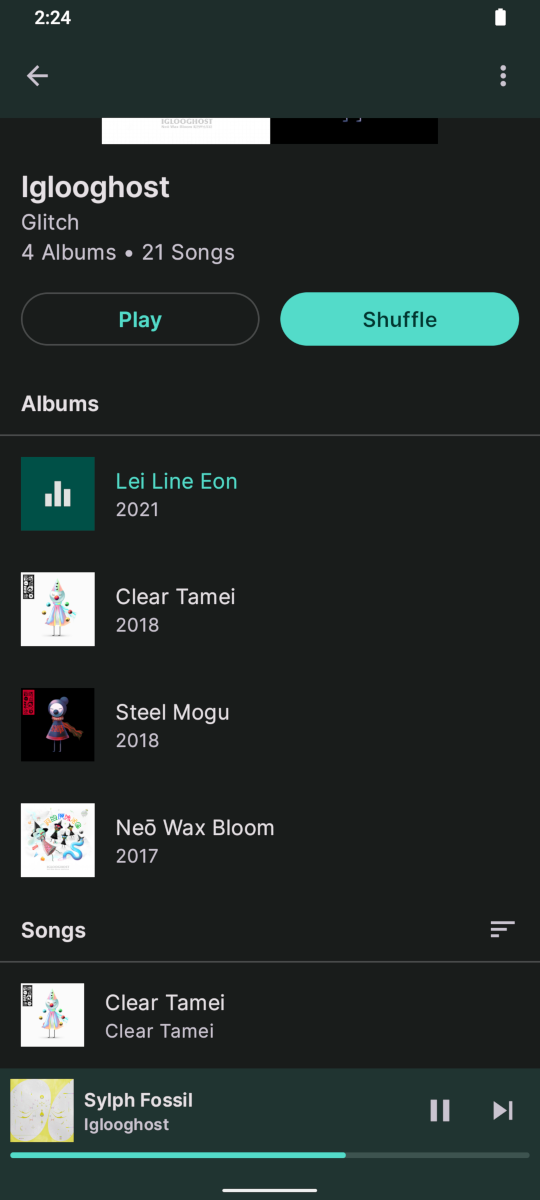 2:24
IGLOOGHOST
Iglooghost
Glitch
4 Albums • 21 Songs
Play
Shuffle
Albums
Lei Line Eon
2021
Clear Tamei
2018
Steel Mogu
2018
Neō Wax Bloom
2017
Songs
Clear Tamei
Clear Tamei
Sylph Fossil
Iglooghost